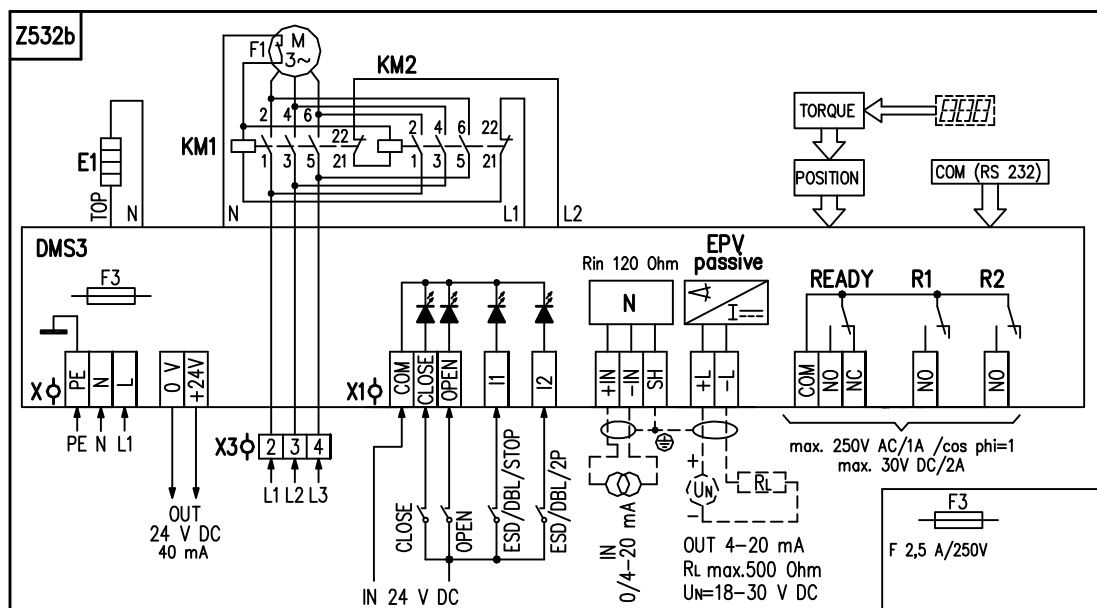 Z532b
M
3~
F1
KM2
2 4 6
22
2 4 6
22
KM1
1 3 5
21
1 3 5
21
E1
TOP
N
N
L1
L2
TORQUE
POSITION
COM (RS 232)
DMS3
F3
Rin 120 Ohm
N
EPV
passive
I
READY
R1
R2
X
PE
N
L
0 V
+24V
X1
COM
CLOSE
OPEN
I1
I2
+IN
-IN
SH
+L
-L
COM
NO
NC
NO
NO
PE N L1
X3
2 3 4
L1 L2 L3
OUT
24 V DC
40 mA
CLOSE
OPEN
ESD/DBL/STOP
ESD/DBL/2P
IN 24 V DC
IN
0/4-20 mA
+
UN
-
RL
OUT 4-20 mA
RL max.500 Ohm
UN=18-30 V DC
max. 250V AC/1A /cos phi=1
max. 30V DC/2A
F3
F 2,5 A/250V